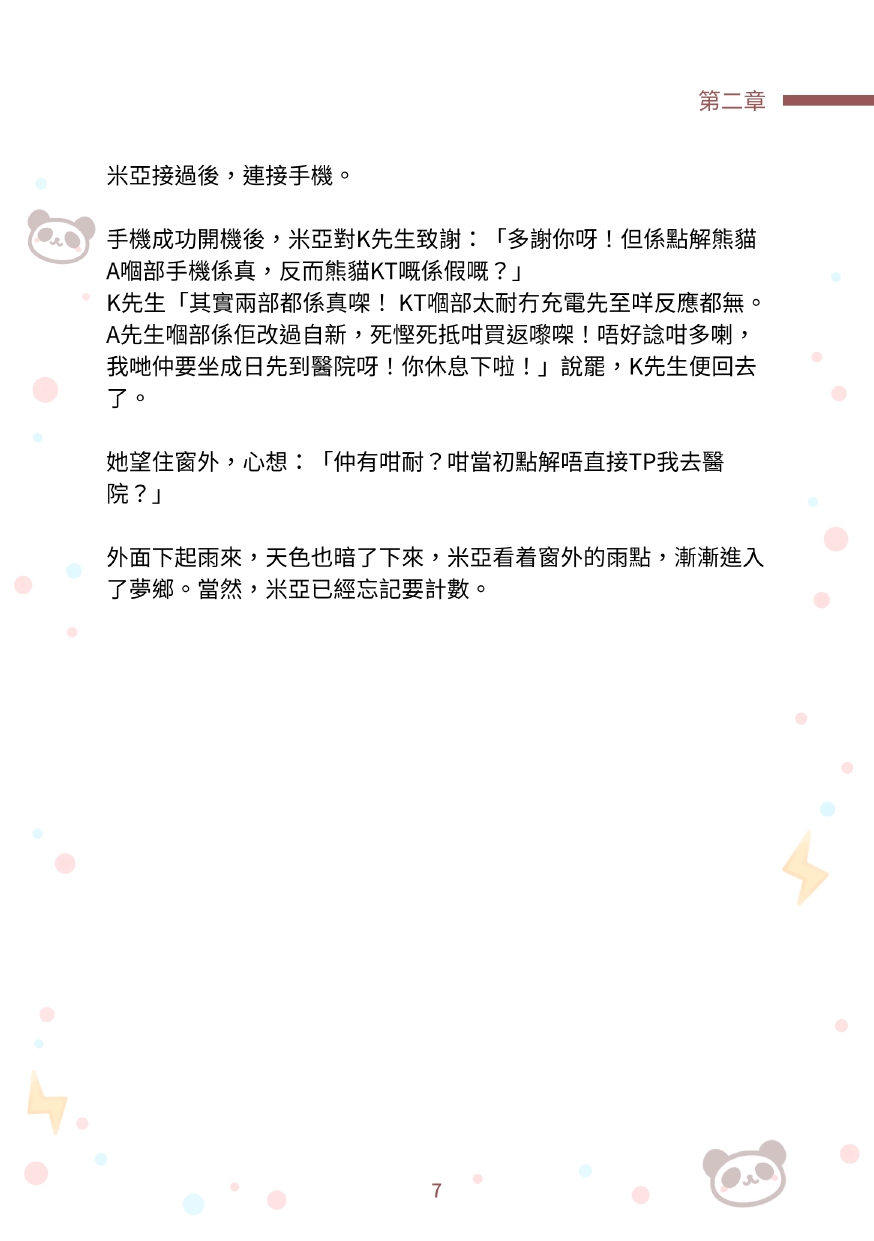 第二章
米亞接過後，連接手機。
手機成功開機後，米亞對K先生致謝：「多謝你呀！但係點解熊貓
A嗰部手機係真，反而熊貓KT嘅係假嘅？」
K先生「其實兩部都係真㗎！ KT嗰部太耐冇充電先至咩反應都無。
A先生嗰部係佢改過自新，死慳死抵咁買返嚟㗎！唔好諗咁多喇，
我哋仲要坐成日先到醫院呀！你休息下啦！」說罷，K先生便回去
了。
她望住窗外，心想：「仲有咁耐？咁當初點解唔直接TP我去醫
院？」
外面下起雨來，天色也暗了下來，米亞看着窗外的雨點，漸漸進入
了夢鄉。當然，米亞已經忘記要計數。
7